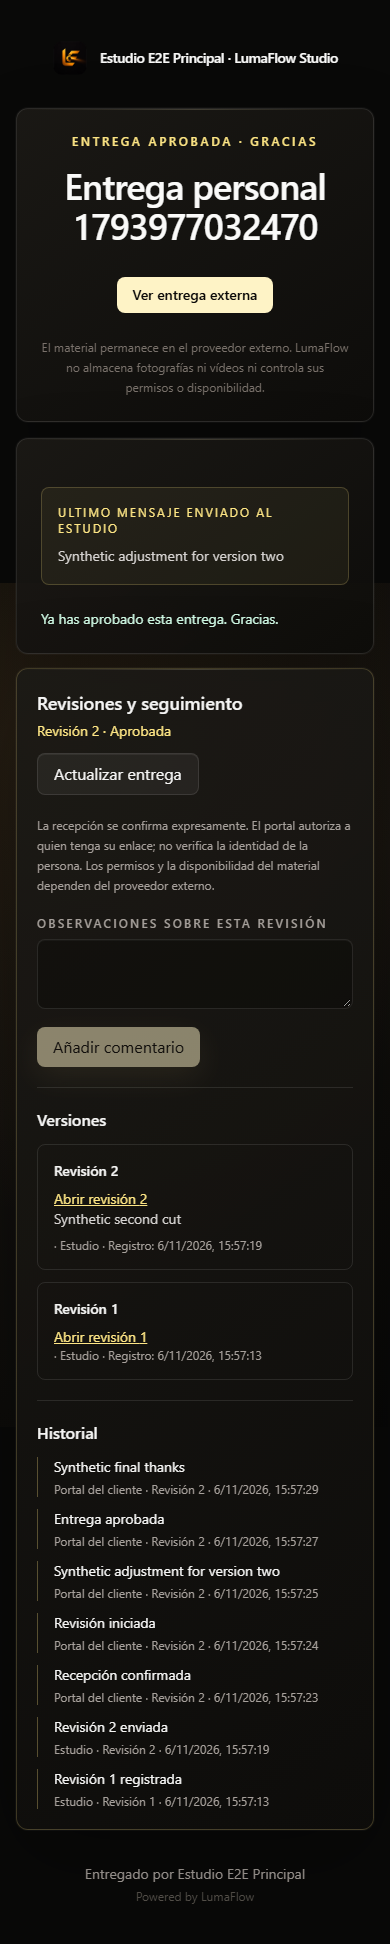 Estudio E2E Principal · LumaFlow Studio
ENTREGA APROBADA · GRACIAS
Entrega personal
1793977032470
Ver entrega externa
El material permanece en el proveedor externo. LumaFlow
no almacena fotografías ni vídeos ni controla sus
permisos o disponibilidad.
ULTIMO MENSAJE ENVIADO AL
ESTUDIO
Synthetic adjustment for version two
Ya has aprobado esta entrega. Gracias.
Revisiones y seguimiento
Revisión 2 · Aprobada
Actualizar entrega
La recepción se confirma expresamente. El portal autoriza a
quien tenga su enlace; no verifica la identidad de la
persona. Los permisos y la disponibilidad del material
dependen del proveedor externo.
OBSERVACIONES SOBRE ESTA REVISIÓN
Añadir comentario
Versiones
Revisión 2
Abrir revisión 2
Synthetic second cut
· Estudio · Registro: 6/11/2026, 15:57:19
Revisión 1
Abrir revisión 1
· Estudio · Registro: 6/11/2026, 15:57:13
Historial
Synthetic final thanks
Portal del cliente · Revisión 2 · 6/11/2026, 15:57:29
Entrega aprobada
Portal del cliente · Revisión 2 · 6/11/2026, 15:57:27
Synthetic adjustment for version two
Portal del cliente · Revisión 2 · 6/11/2026, 15:57:25
Revisión iniciada
Portal del cliente · Revisión 2 · 6/11/2026, 15:57:24
Recepción confirmada
Portal del cliente · Revisión 2 · 6/11/2026, 15:57:23
Revisión 2 enviada
Estudio · Revisión 2 · 6/11/2026, 15:57:19
Revisión 1 registrada
Estudio · Revisión 1 · 6/11/2026, 15:57:13
Entregado por Estudio E2E Principal
Powered by LumaFlow